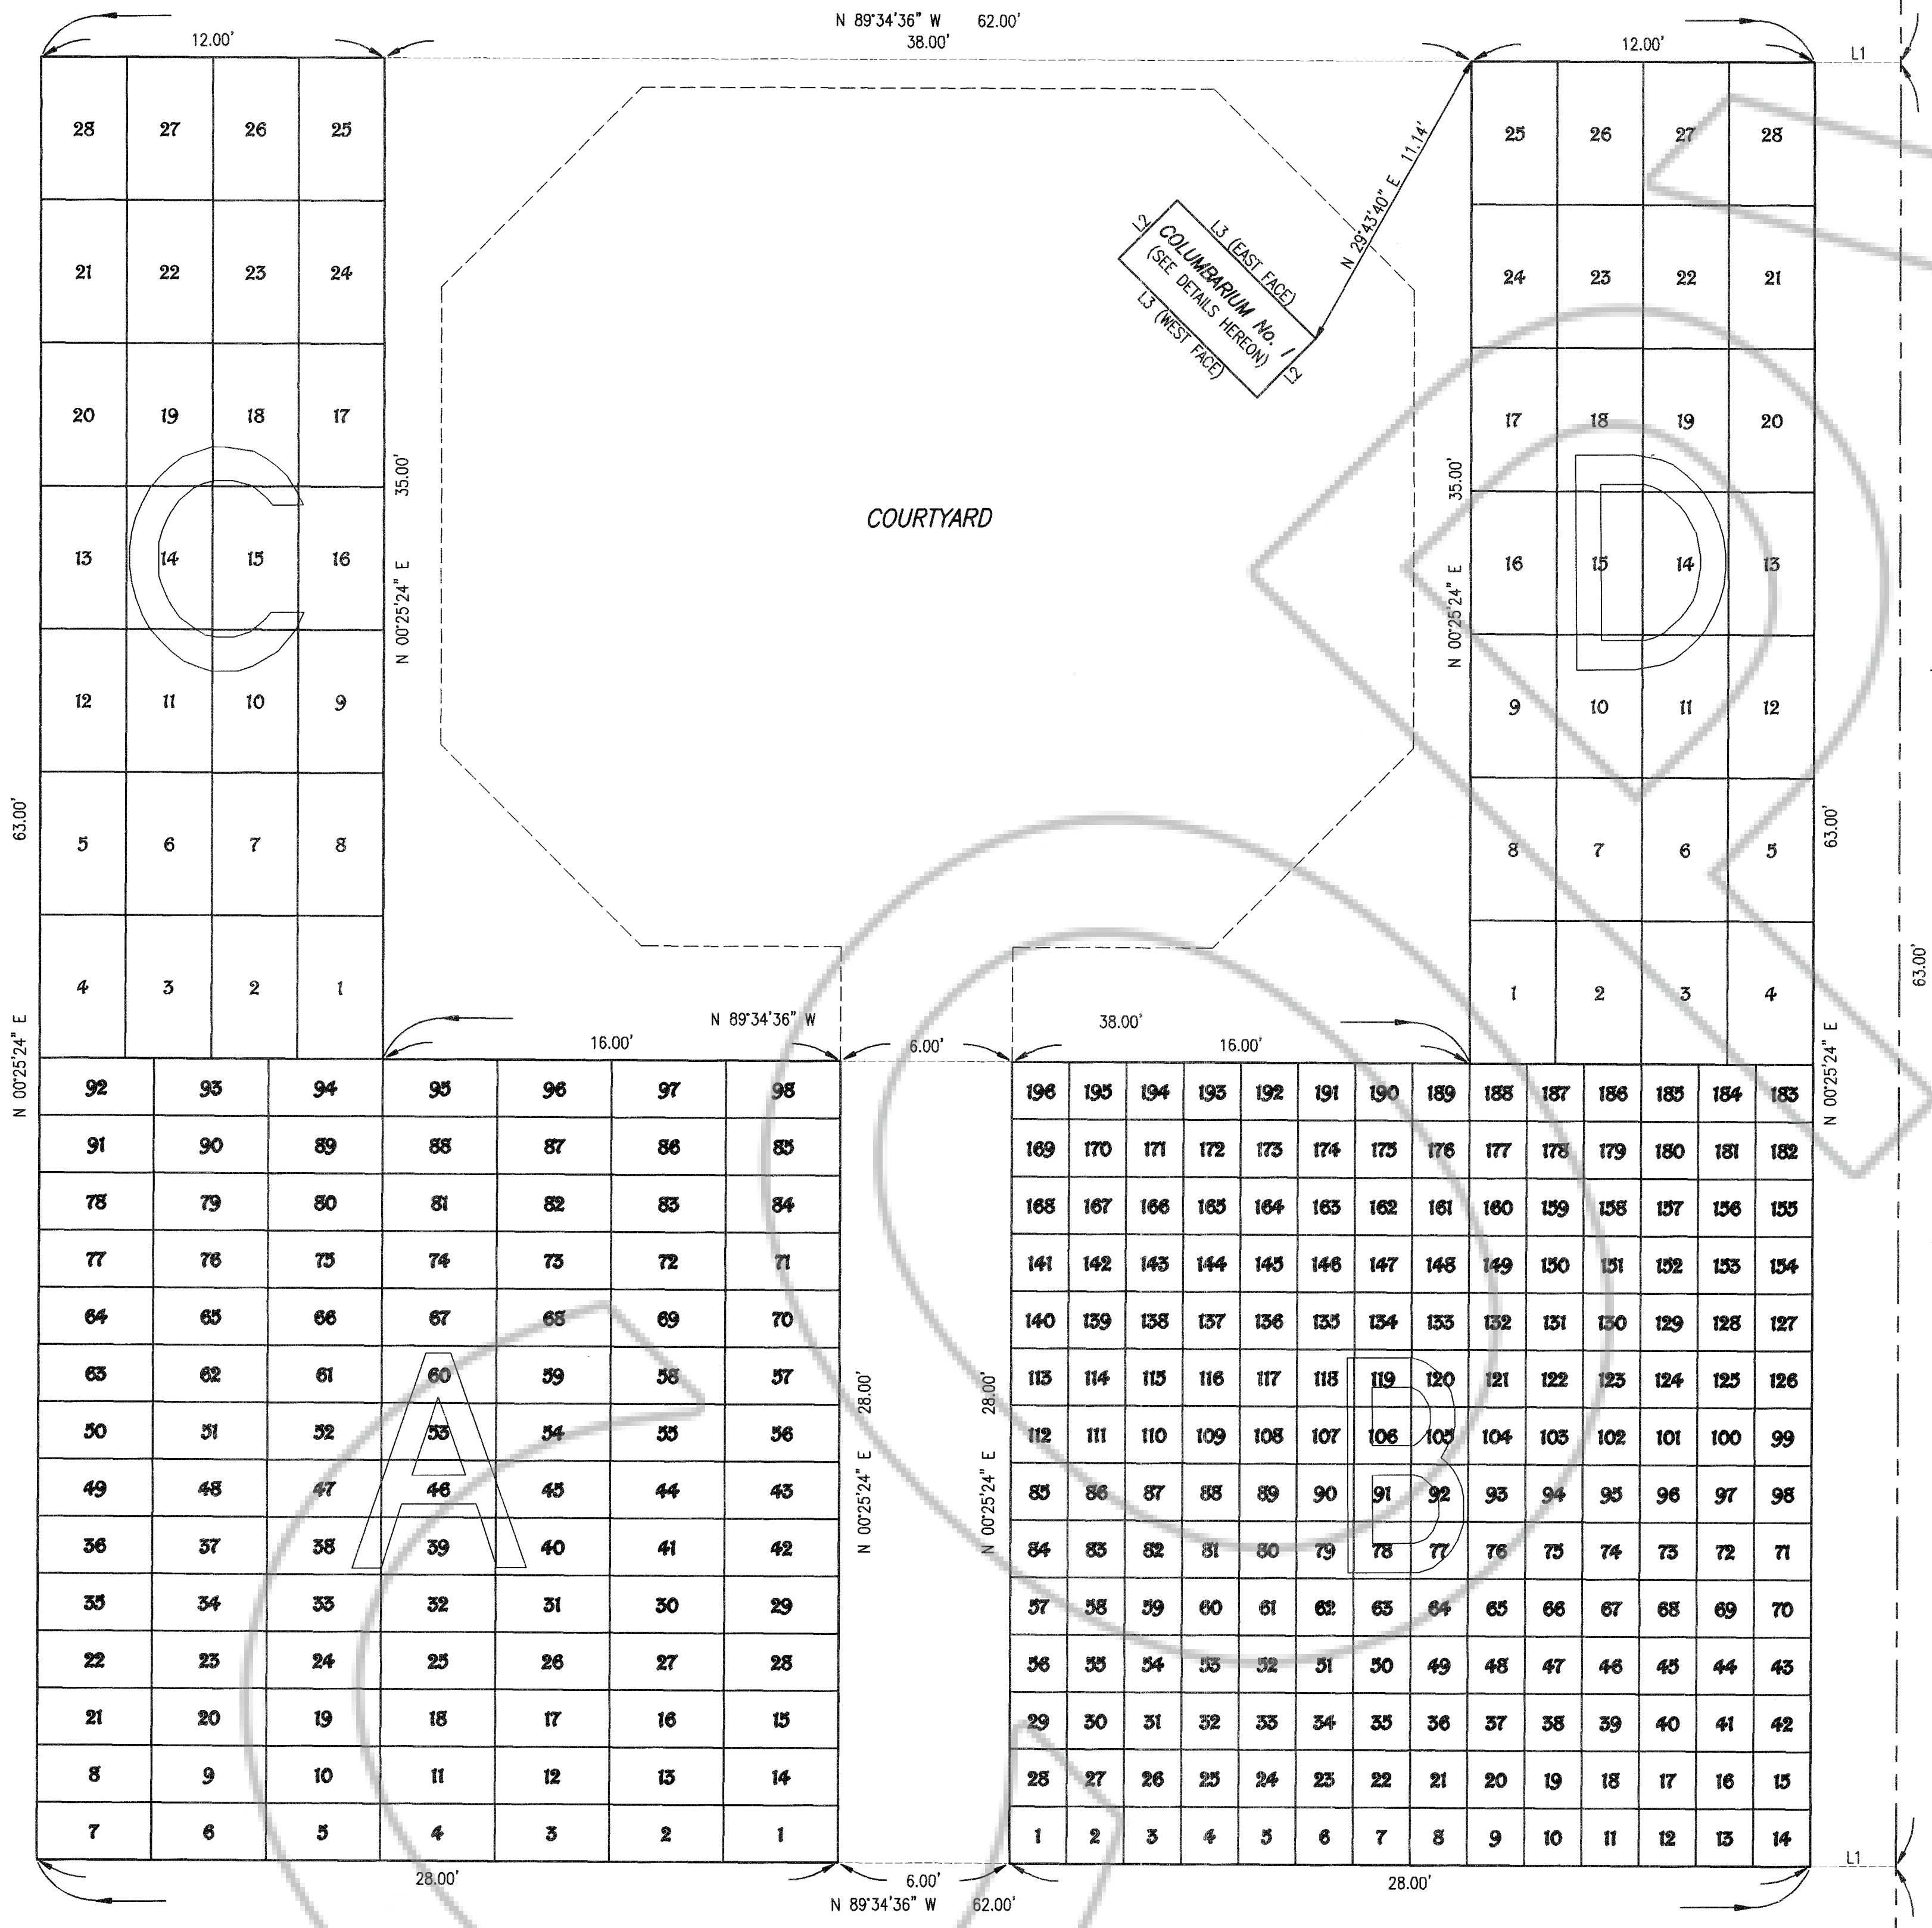 N 89°34'36" W 62.00'
12.00' 38.00' 12.00' L1
28 27 26 25
25 26 27 28
N 29°43'40" E 11.14'
L2
L3 (EAST FACE)
COLUMBARIUM No. 1
(SEE DETAILS HEREON)
L3 (WEST FACE)
L2
21 22 23 24
24 23 22 21
20 19 18 17
17 18 19 20
C
D
N 00°25'24" E 35.00'
COURTYARD
N 00°25'24" E 35.00'
13 14 15 16
16 15 14 13
12 11 10 9
9 10 11 12
5 6 7 8
8 7 6 5
4 3 2 1
1 2 3 4
N 00°25'24" E 63.00'
N 00°25'24" E 63.00'
63.00'
N 89°34'36" W 38.00'
16.00' 6.00' 16.00'
92 93 94 95 96 97 98
91 90 89 88 87 86 85
78 79 80 81 82 83 84
77 76 75 74 73 72 71
64 65 66 67 68 69 70
63 62 61 60 59 58 57
50 51 52 53 54 55 56
49 48 47 46 45 44 43
36 37 38 39 40 41 42
35 34 33 32 31 30 29
22 23 24 25 26 27 28
21 20 19 18 17 16 15
8 9 10 11 12 13 14
7 6 5 4 3 2 1
A
N 00°25'24" E 28.00'
N 00°25'24" E 28.00'
196 195 194 193 192 191 190 189 188 187 186 185 184 183
169 170 171 172 173 174 175 176 177 178 179 180 181 182
168 167 166 165 164 163 162 161 160 159 158 157 156 155
141 142 143 144 145 146 147 148 149 150 151 152 153 154
140 139 138 137 136 135 134 133 132 131 130 129 128 127
113 114 115 116 117 118 119 120 121 122 123 124 125 126
112 111 110 109 108 107 106 105 104 103 102 101 100 99
85 86 87 88 89 90 91 92 93 94 95 96 97 98
84 83 82 81 80 79 78 77 76 75 74 73 72 71
57 58 59 60 61 62 63 64 65 66 67 68 69 70
56 55 54 53 52 51 50 49 48 47 46 45 44 43
29 30 31 32 33 34 35 36 37 38 39 40 41 42
28 27 26 25 24 23 22 21 20 19 18 17 16 15
1 2 3 4 5 6 7 8 9 10 11 12 13 14
B
L1
28.00' 6.00' 28.00'
N 89°34'36" W 62.00'